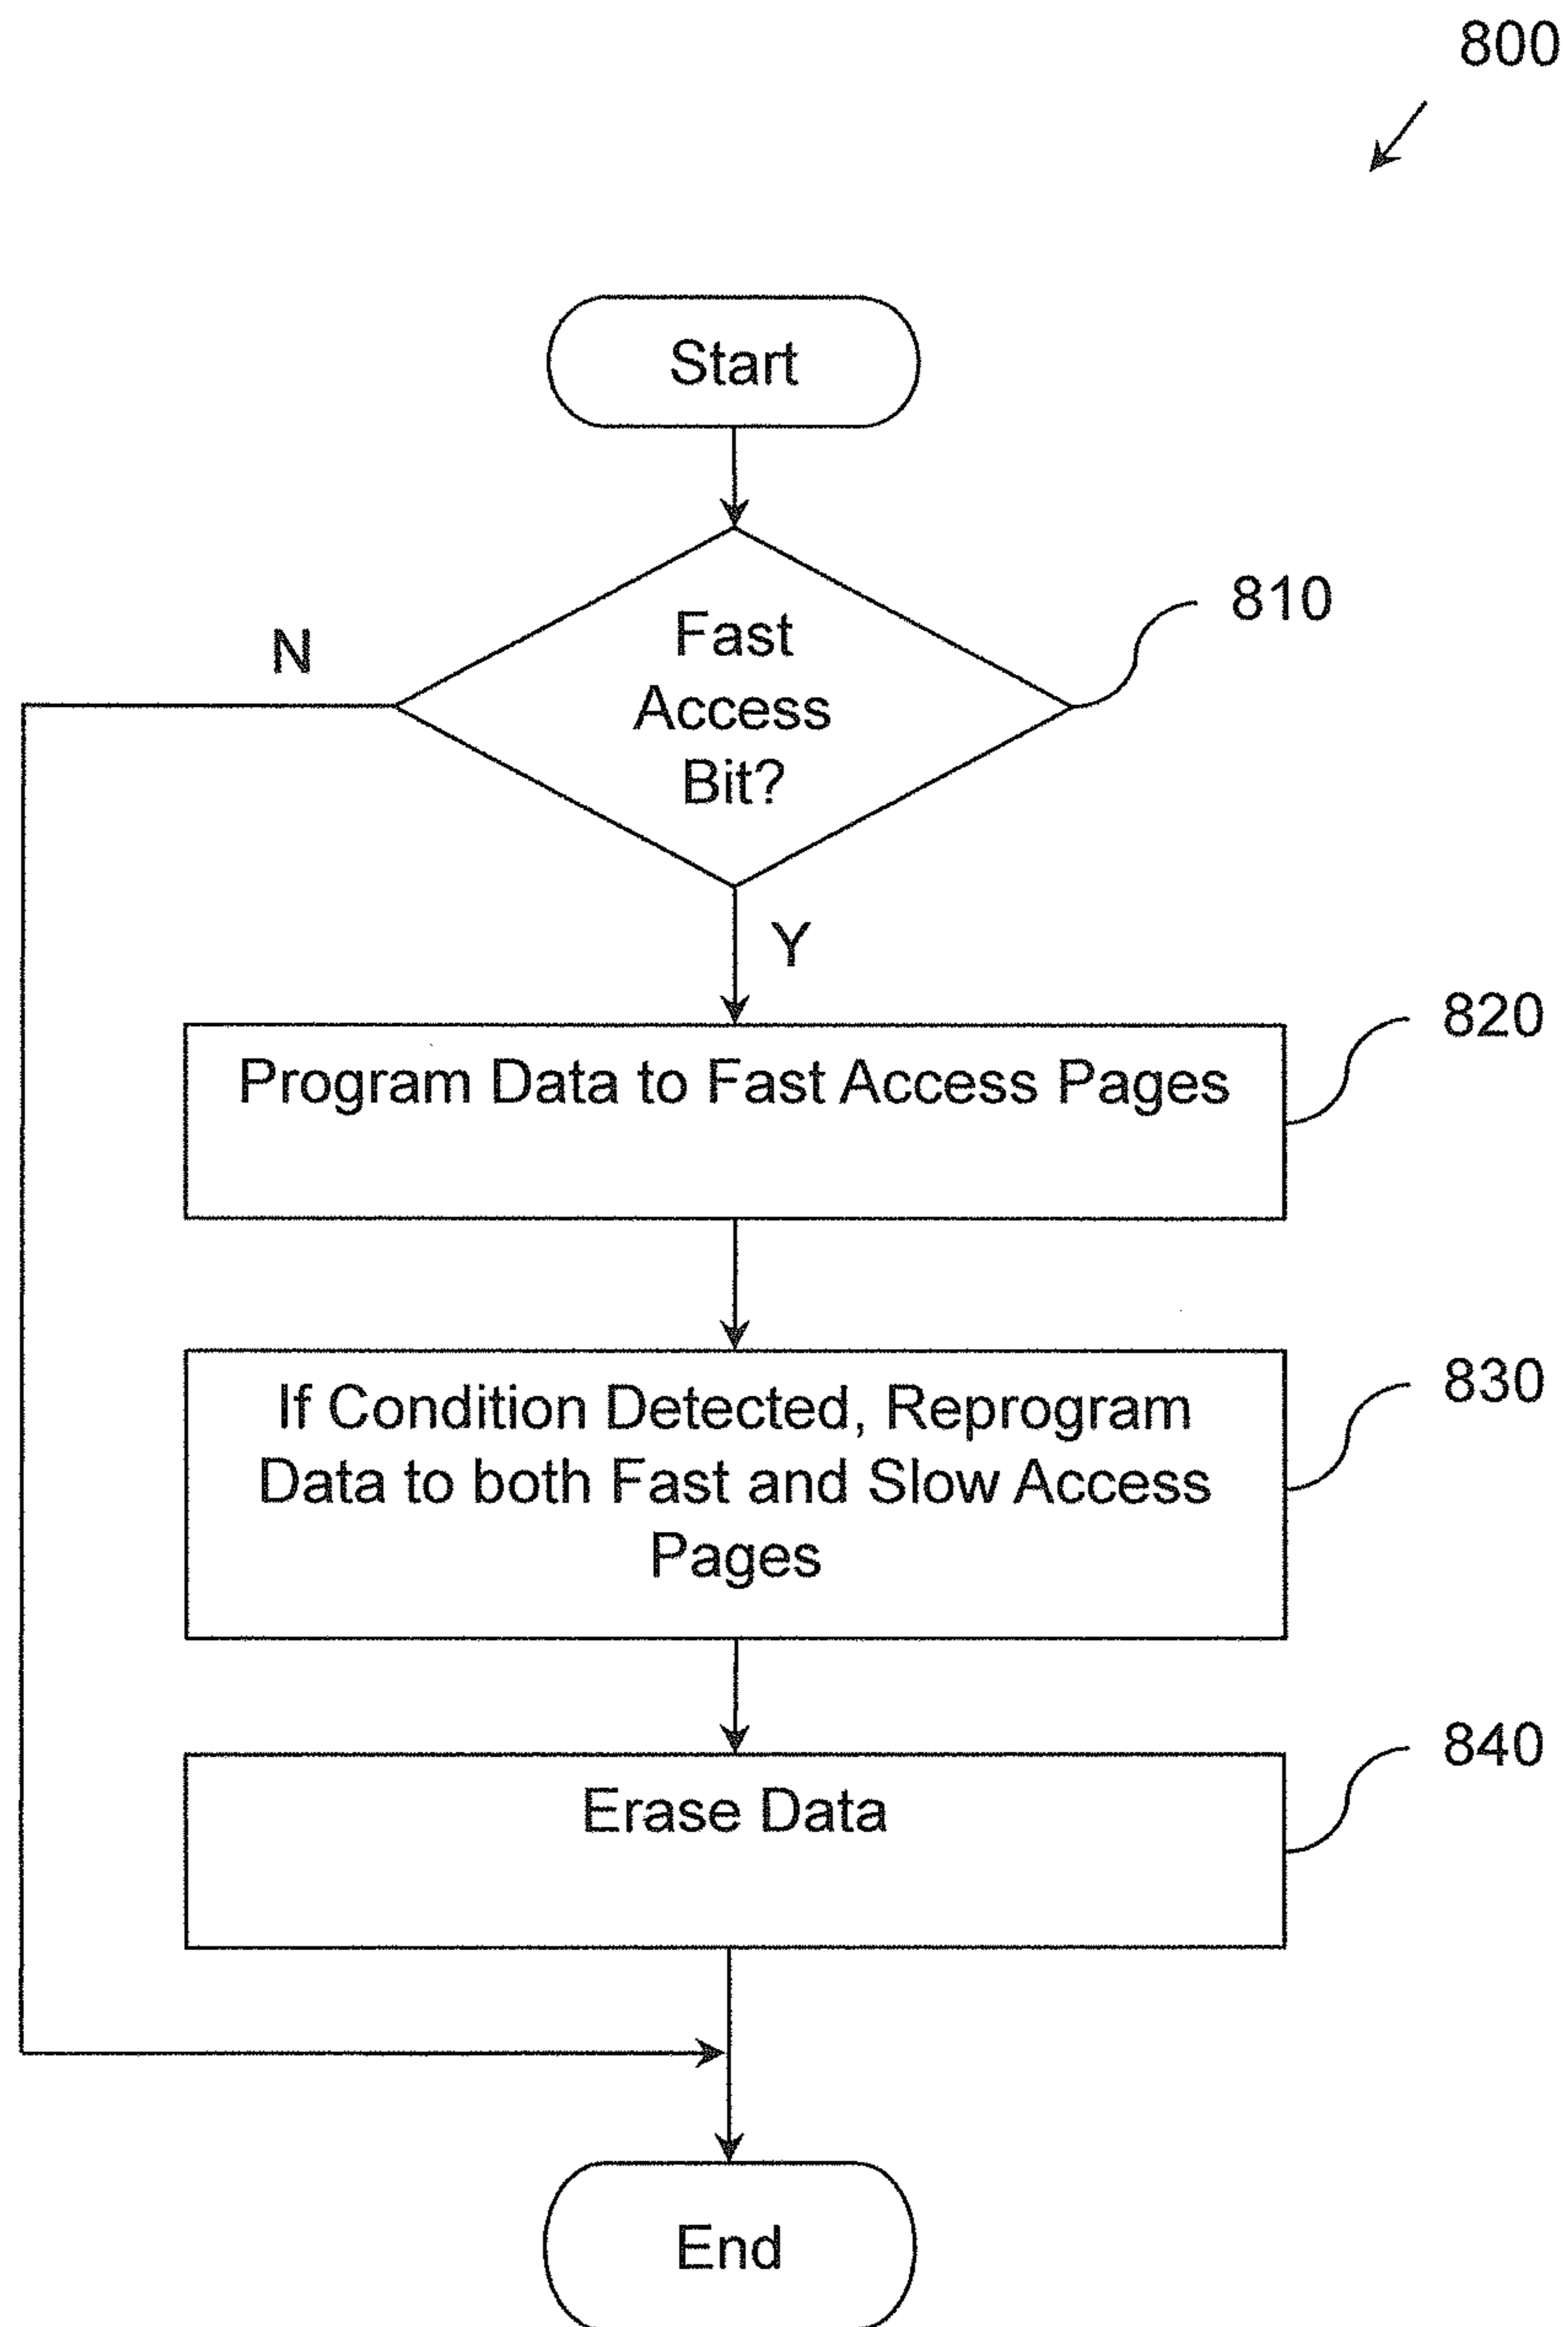 800
Start
Fast
Access
Bit?
810
N
Y
Program Data to Fast Access Pages
820
If Condition Detected, Reprogram
Data to both Fast and Slow Access
Pages
830
Erase Data
840
End